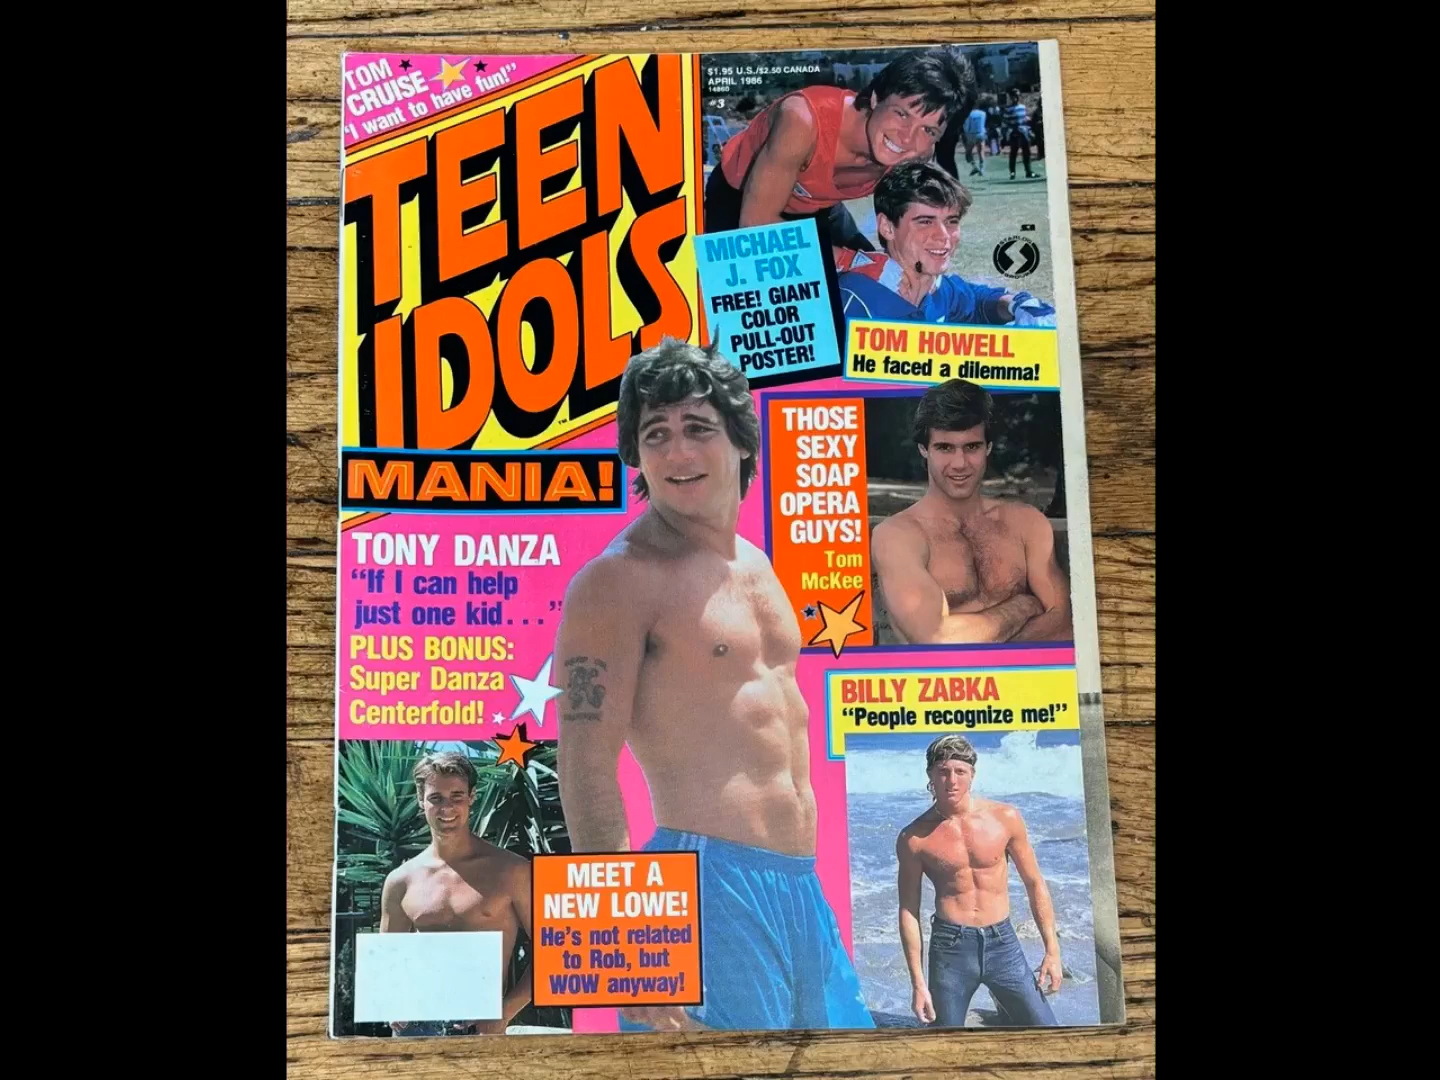 TOM
CRUISE
"I want to have fun!"
TEEN
IDOLS
™
MANIA!
$1.95 U.S./$2.50 CANADA
APRIL 1986
14860
#3
STARLOG
MICHAEL
J. FOX
FREE! GIANT
COLOR
PULL-OUT
POSTER!
TOM HOWELL
He faced a dilemma!
THOSE
SEXY
SOAP
OPERA
GUYS!
Tom
McKee
TONY DANZA
“If I can help
just one kid...”
PLUS BONUS:
Super Danza
Centerfold!
BILLY ZABKA
“People recognize me!”
MEET A
NEW LOWE!
He's not related
to Rob, but
WOW anyway!